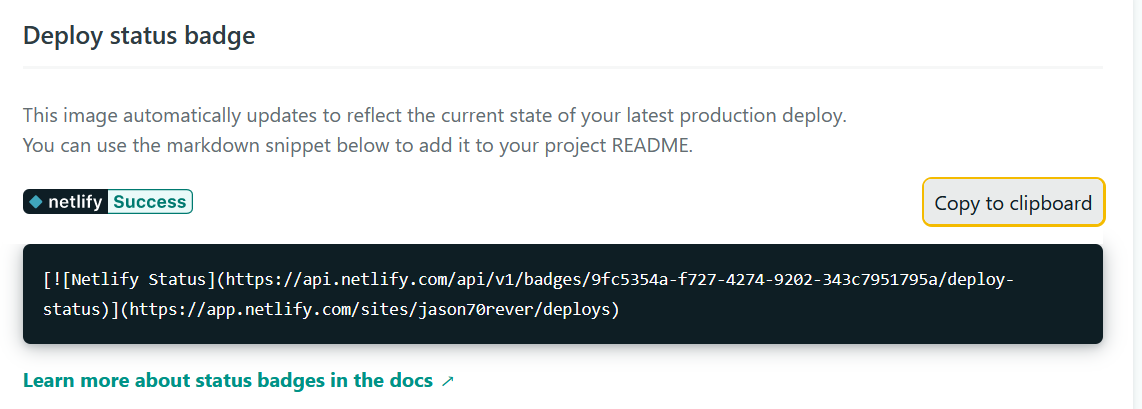 Deploy status badge
This image automatically updates to reflect the current state of your latest production deploy.
You can use the markdown snippet below to add it to your project README.
netlify Success
Copy to clipboard
[![Netlify Status](https://api.netlify.com/api/v1/badges/9fc5354a-f727-4274-9202-343c7951795a/deploy-
status)](https://app.netlify.com/sites/jason70rever/deploys)
Learn more about status badges in the docs ↗